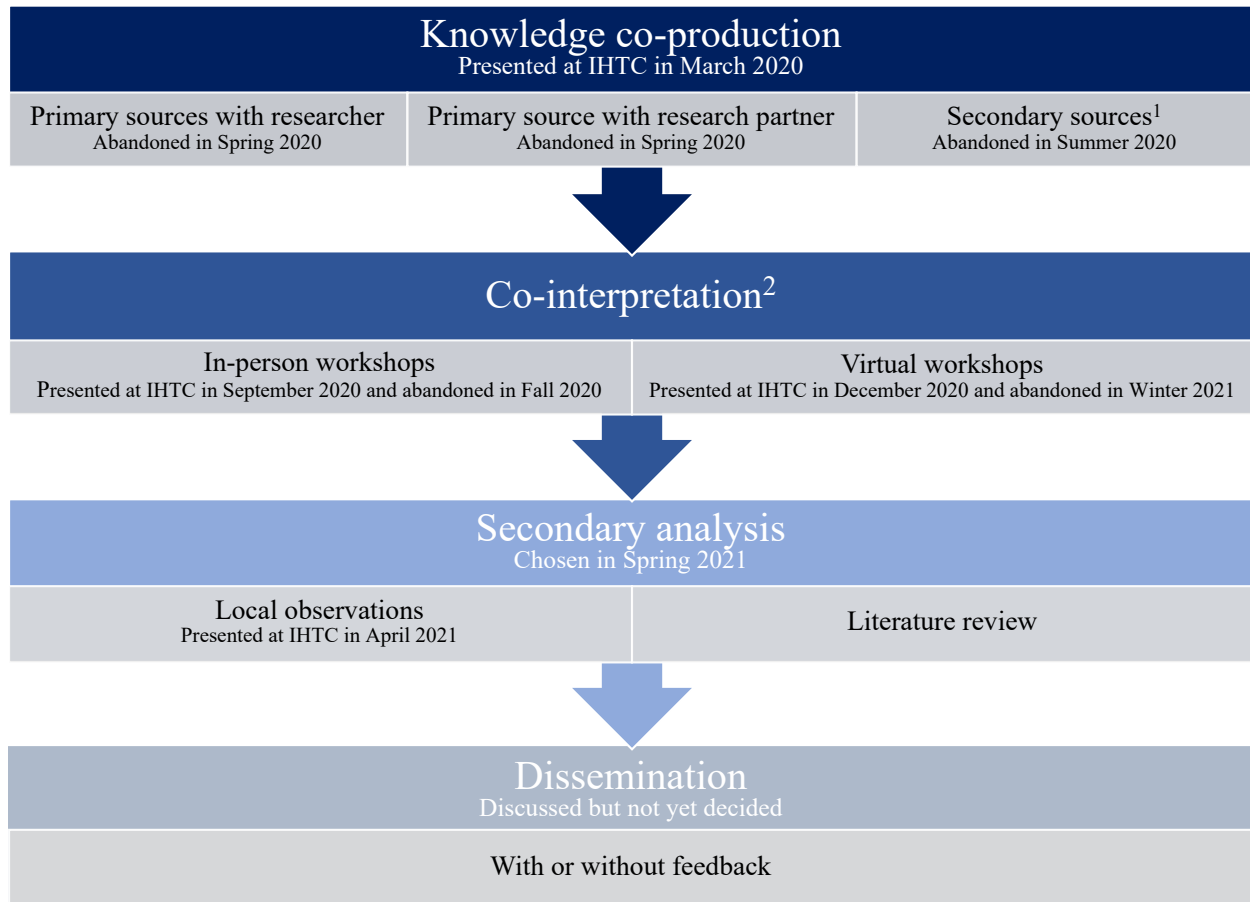 Knowledge co-production
Presented at IHTC in March 2020
Primary sources with researcher
Abandoned in Spring 2020
Primary source with research partner
Abandoned in Spring 2020
Secondary sources¹
Abandoned in Summer 2020
Co-interpretation²
In-person workshops
Presented at IHTC in September 2020 and abandoned in Fall 2020
Virtual workshops
Presented at IHTC in December 2020 and abandoned in Winter 2021
Secondary analysis
Chosen in Spring 2021
Local observations
Presented at IHTC in April 2021
Literature review
Dissemination
Discussed but not yet decided
With or without feedback